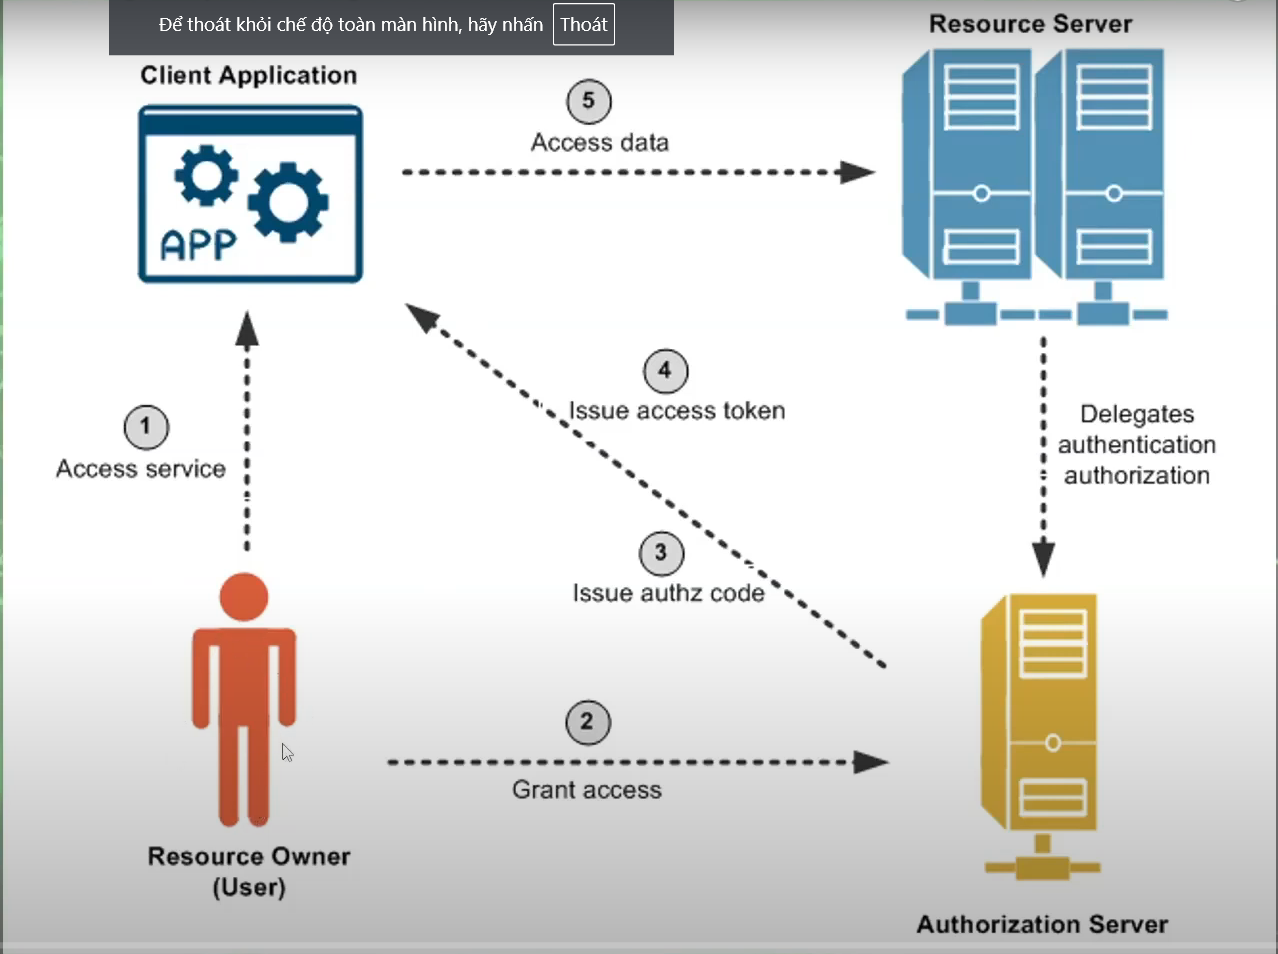 Để thoát khỏi chế độ toàn màn hình, hãy nhấn Thoát
Resource Server
Client Application
5
Access data
APP
4
Issue access token
Delegates
authentication
authorization
1
Access service
3
Issue authz code
2
Grant access
Resource Owner
(User)
Authorization Server